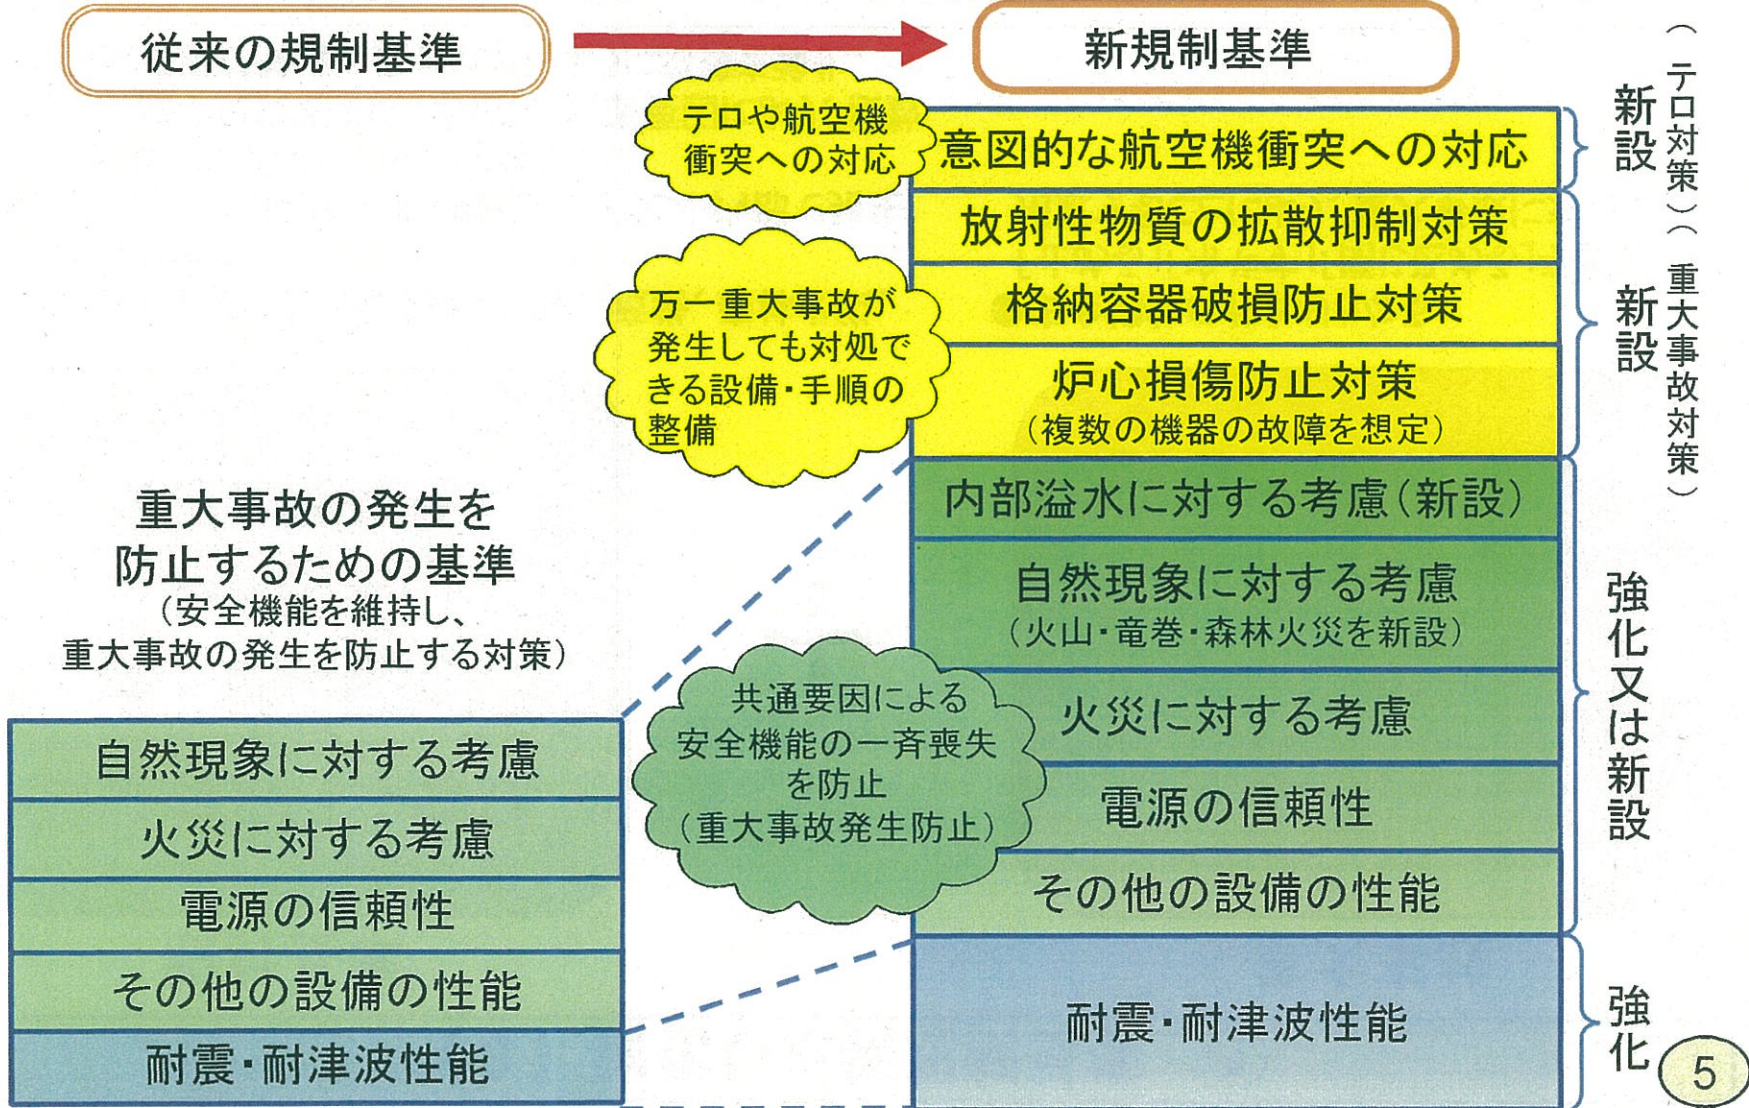 従来の規制基準
新規制基準
テロや航空機
衝突への対応
意図的な航空機衝突への対応
新設
（テロ対策）
放射性物質の拡散抑制対策
万一重大事故が
発生しても対処で
きる設備・手順の
整備
格納容器破損防止対策
炉心損傷防止対策
（複数の機器の故障を想定）
新設
（重大事故対策）
重大事故の発生を
防止するための基準
（安全機能を維持し、
重大事故の発生を防止する対策）
内部溢水に対する考慮（新設）
自然現象に対する考慮
（火山・竜巻・森林火災を新設）
火災に対する考慮
電源の信頼性
その他の設備の性能
強化又は新設
共通要因による
安全機能の一斉喪失
を防止
（重大事故発生防止）
自然現象に対する考慮
火災に対する考慮
電源の信頼性
その他の設備の性能
耐震・耐津波性能
耐震・耐津波性能
強化
5